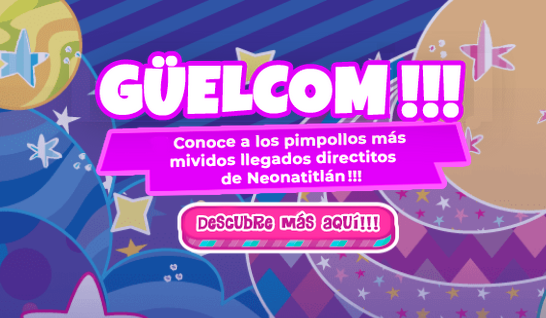 GÜELCOM !!!
Conoce a los pimpollos más
mividos llegados directitos
de Neonatitlán!!!
DESCUBRE MÁS AQUÍ!!!